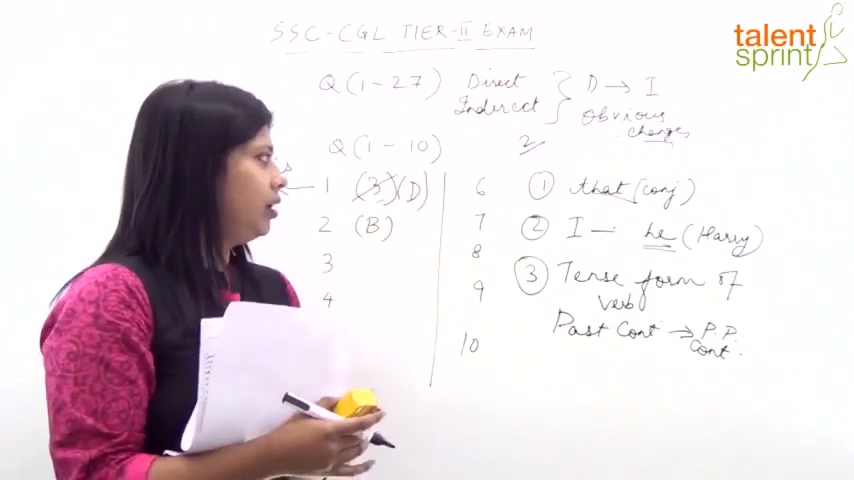 SSC-CGL TIER-II EXAM
talent
sprint
Q(1-27) Direct
Indirect
D → I
Obvious
changes
Q(1-10)
2
1 (3)(D)
2 (B)
3
4
6
7
8
9
10
1 that (conj)
2 I - he (Harry)
3 Tense form of
verb
Past Cont → P.P.
Cont.